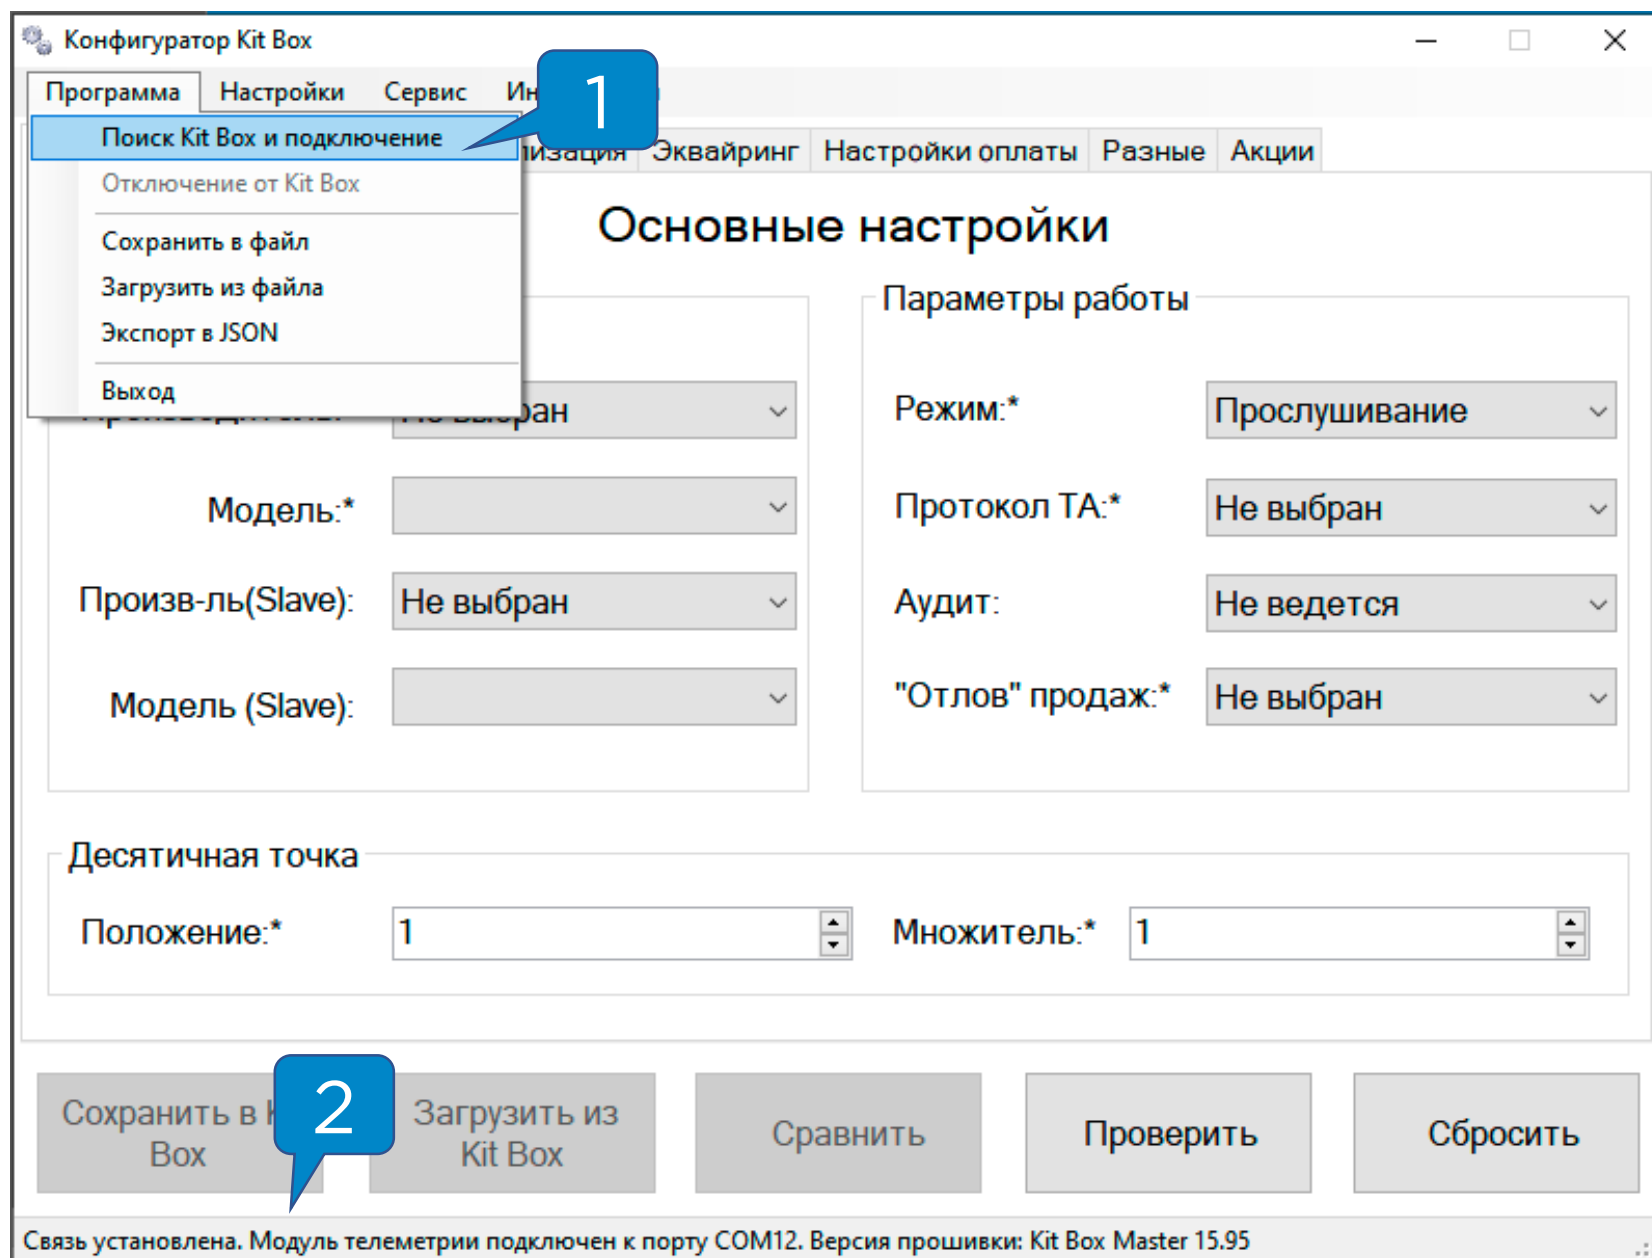 Конфигуратор Kit Box
Программа Настройки Сервис Ин
1
Поиск Kit Box и подключение
лизация Эквайринг Настройки оплаты Разные Акции
Отключение от Kit Box
Сохранить в файл
Загрузить из файла
Экспорт в JSON
Выход
Основные настройки
Параметры работы
Не выбран
Режим:* Прослушивание
Модель:*
Протокол ТА:* Не выбран
Произв-ль(Slave): Не выбран
Аудит: Не ведется
Модель (Slave):
"Отлов" продаж:* Не выбран
Десятичная точка
Положение:* 1
Множитель:* 1
2
Сохранить в K
Box
Загрузить из
Kit Box
Сравнить
Проверить
Сбросить
Связь установлена. Модуль телеметрии подключен к порту COM12. Версия прошивки: Kit Box Master 15.95